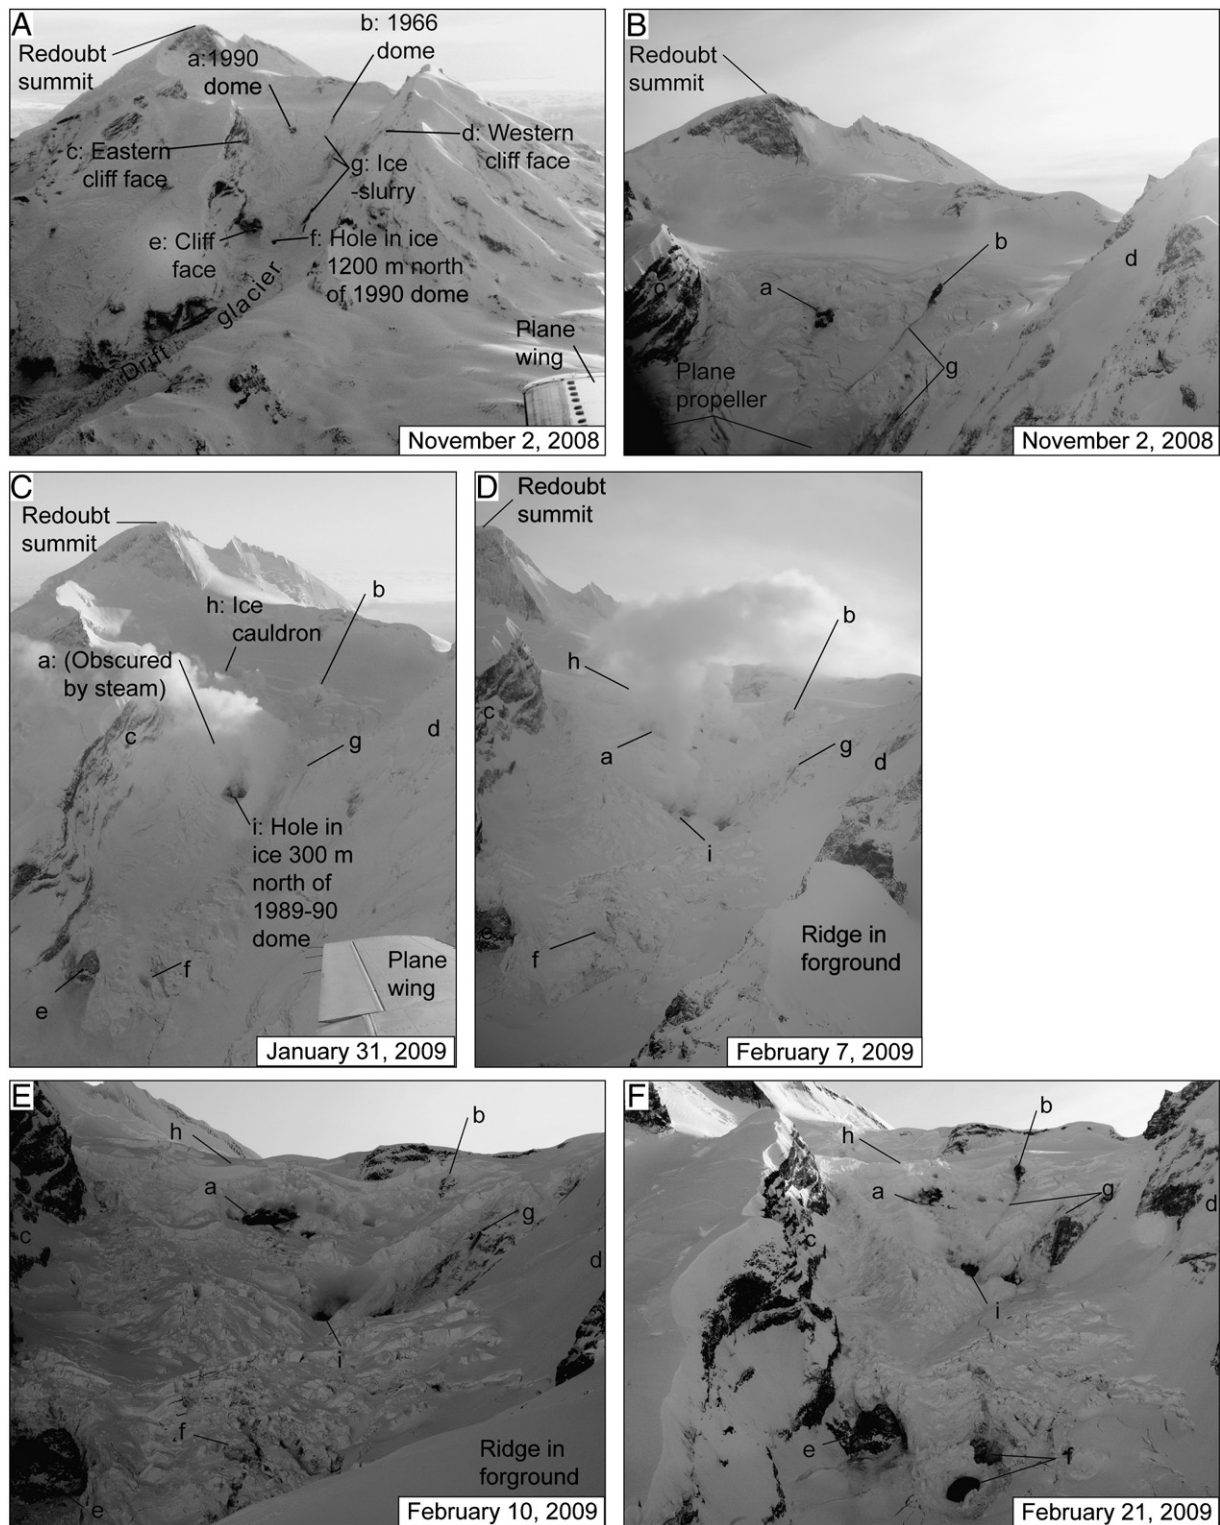 A
Redoubt
summit
a:1990
dome
b: 1966
dome
c: Eastern
cliff face
d: Western
cliff face
g: Ice
-slurry
e: Cliff
face
f: Hole in ice
1200 m north
of 1990 dome
Drift glacier
Plane
wing
November 2, 2008
B
Redoubt
summit
b
d
c
a
g
Plane
propeller
November 2, 2008
C
Redoubt
summit
b
h: Ice
cauldron
a: (Obscured
by steam)
c
d
g
i: Hole in
ice 300 m
north of
1989-90
dome
f
Plane
wing
e
January 31, 2009
D
Redoubt
summit
b
h
c
a
g
d
i
e
f
Ridge in
forground
February 7, 2009
E
b
h
a
g
c
d
i
f
Ridge in
forground
e
February 10, 2009
F
b
h
a
g
d
c
i
e
f
February 21, 2009